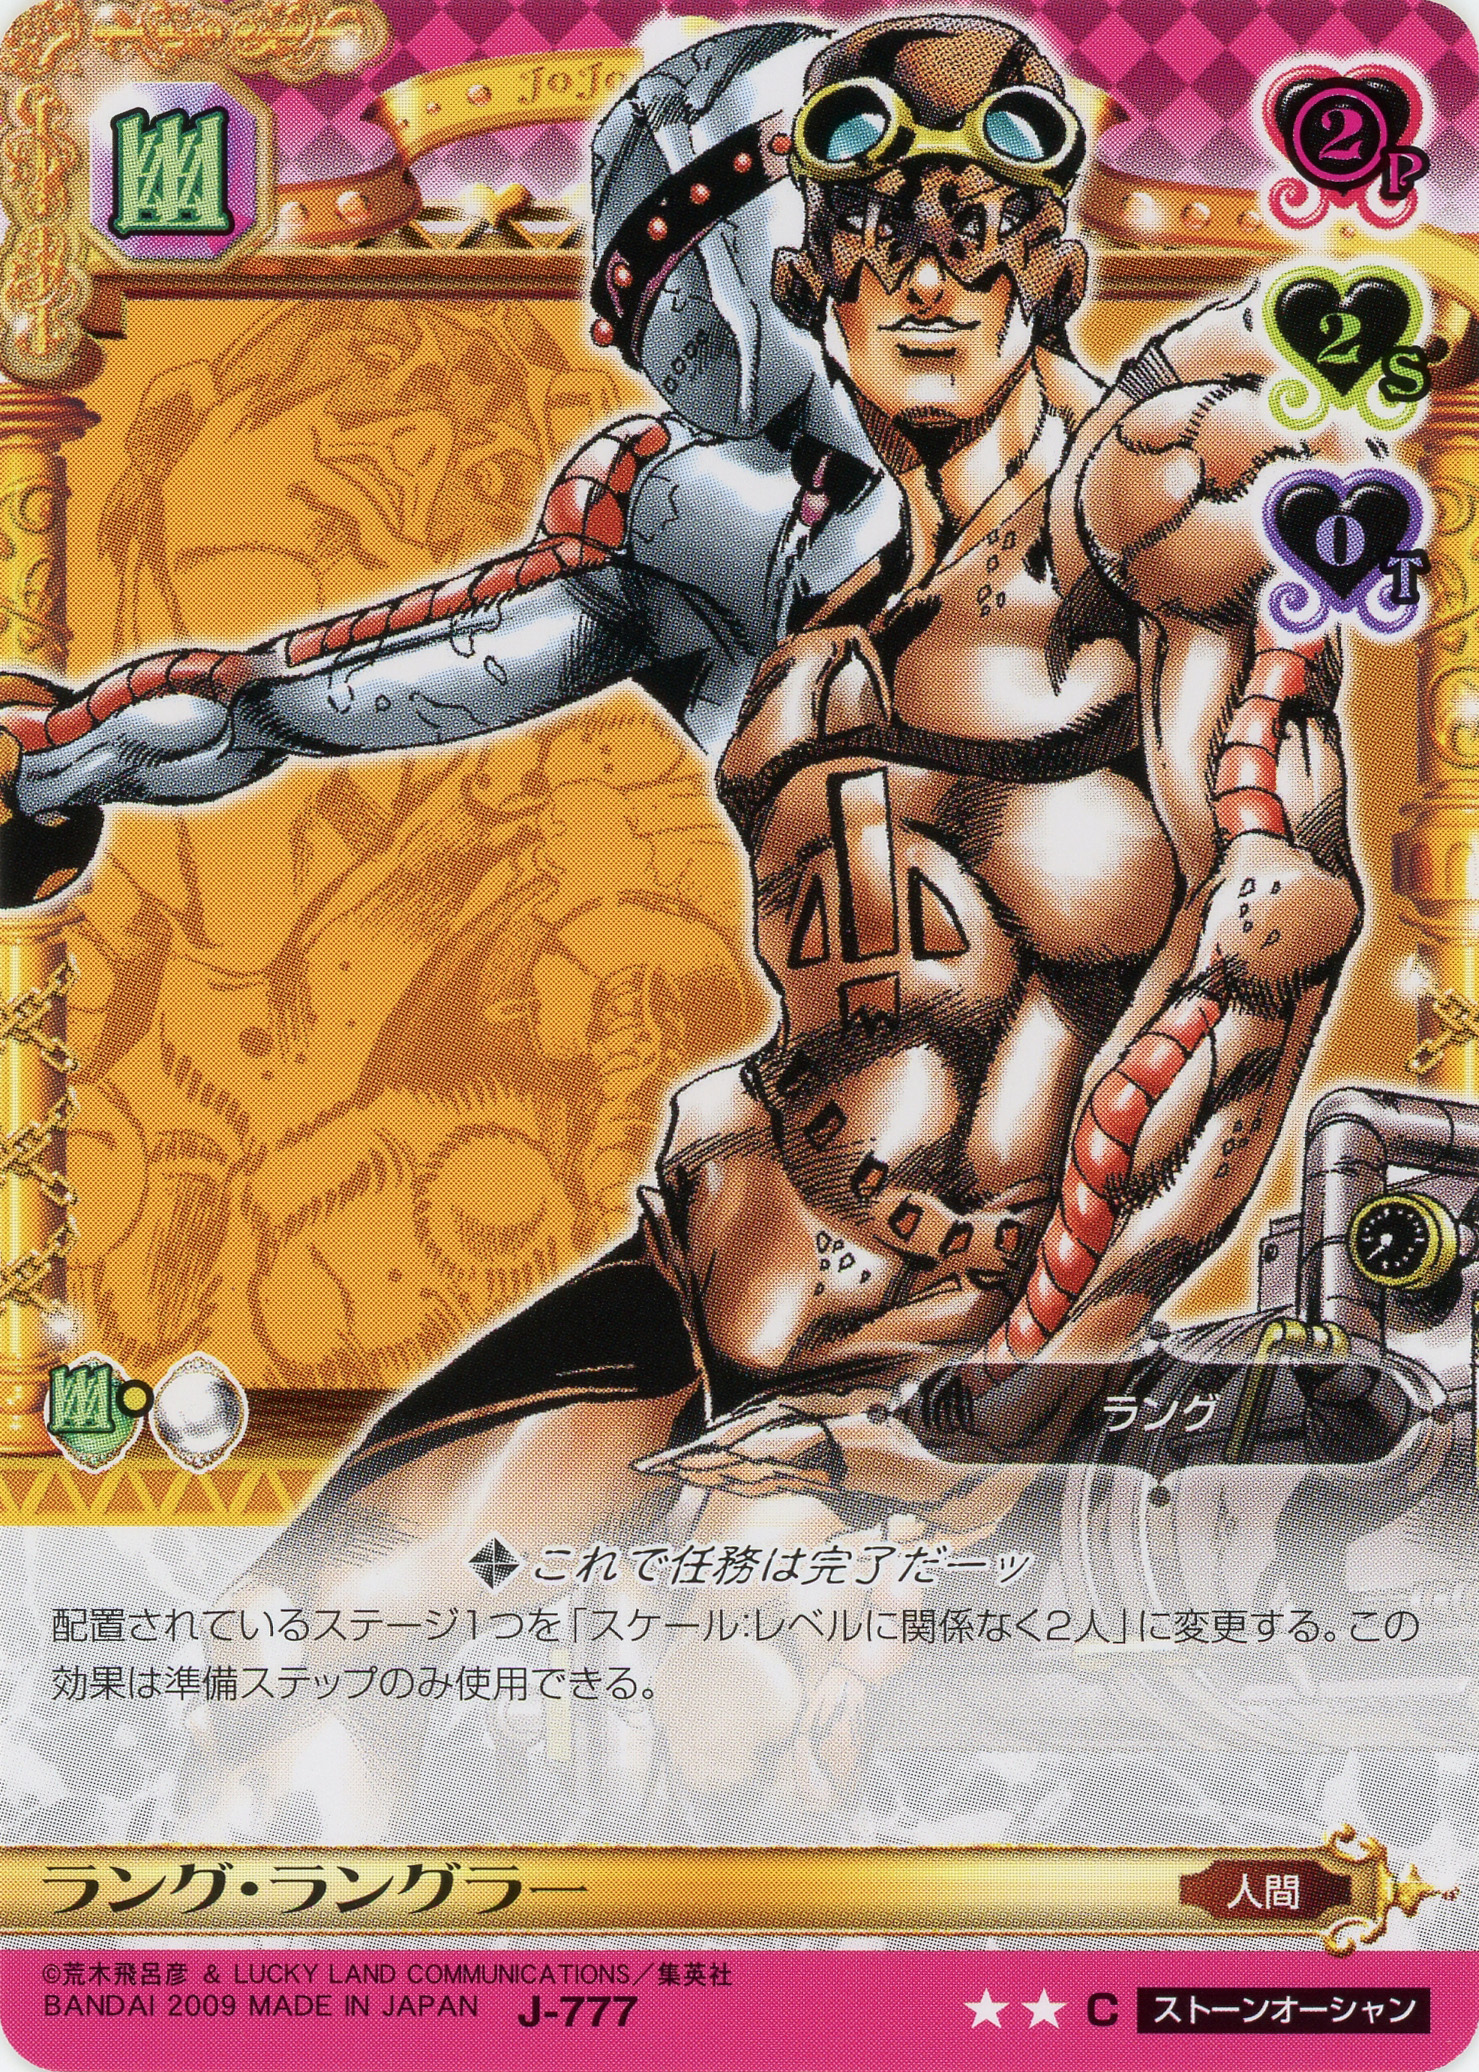 JoJo
2P
2S
0T
ラング
これで任務は完了だーッ
配置されているステージ1つを「スケール:レベルに関係なく2人」に変更する。この
効果は準備ステップのみ使用できる。
ラング・ラングラー
人間
©荒木飛呂彦 & LUCKY LAND COMMUNICATIONS/集英社
BANDAI 2009 MADE IN JAPAN J-777
★★ C ストーンオーシャン